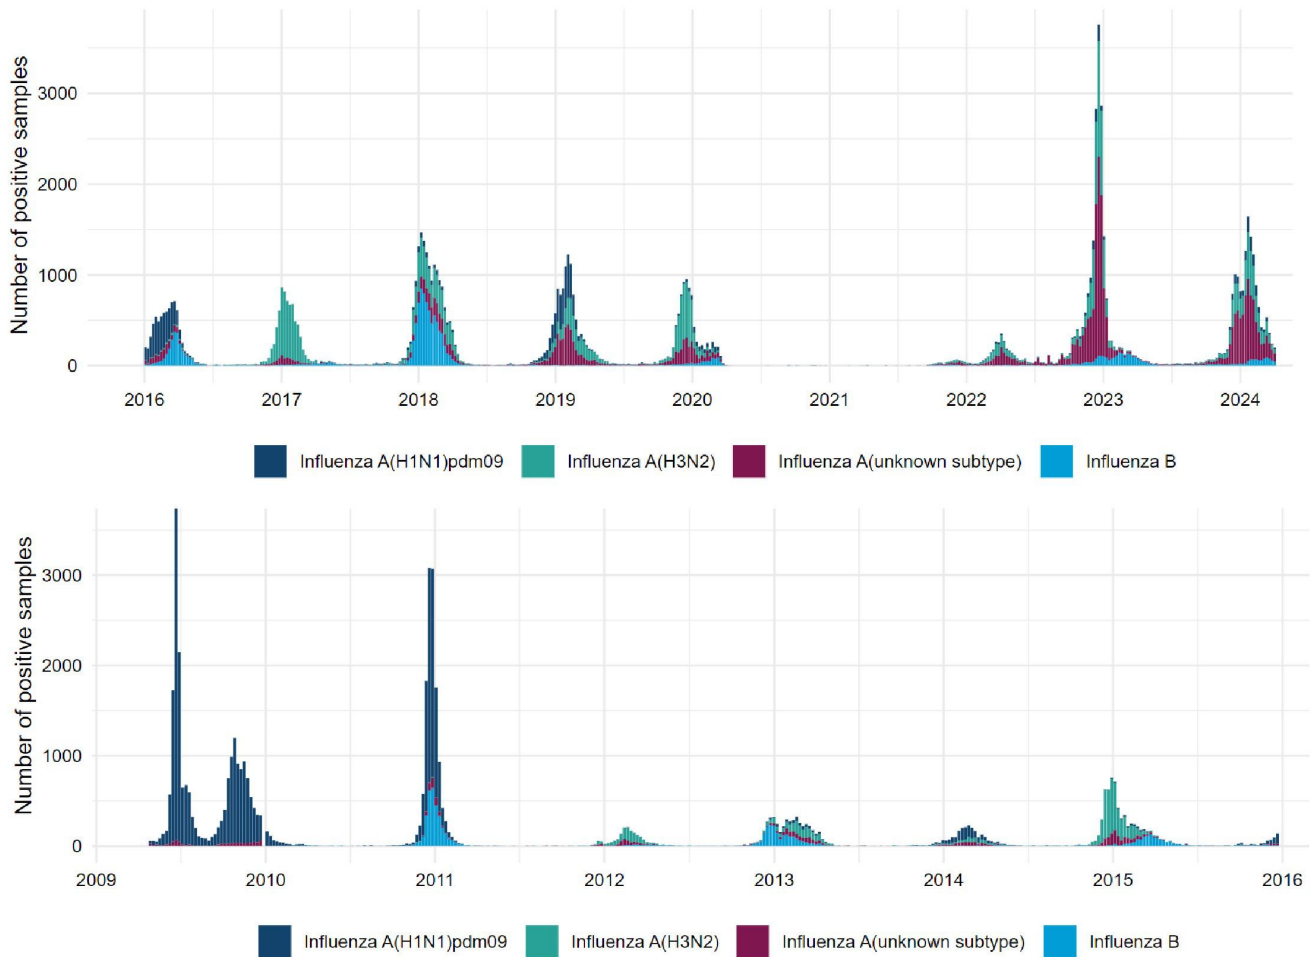 Number of positive samples
3000
2000
1000
0
2016 2017 2018 2019 2020 2021 2022 2023 2024
Influenza A(H1N1)pdm09 Influenza A(H3N2) Influenza A(unknown subtype) Influenza B
Number of positive samples
3000
2000
1000
0
2009 2010 2011 2012 2013 2014 2015 2016
Influenza A(H1N1)pdm09 Influenza A(H3N2) Influenza A(unknown subtype) Influenza B